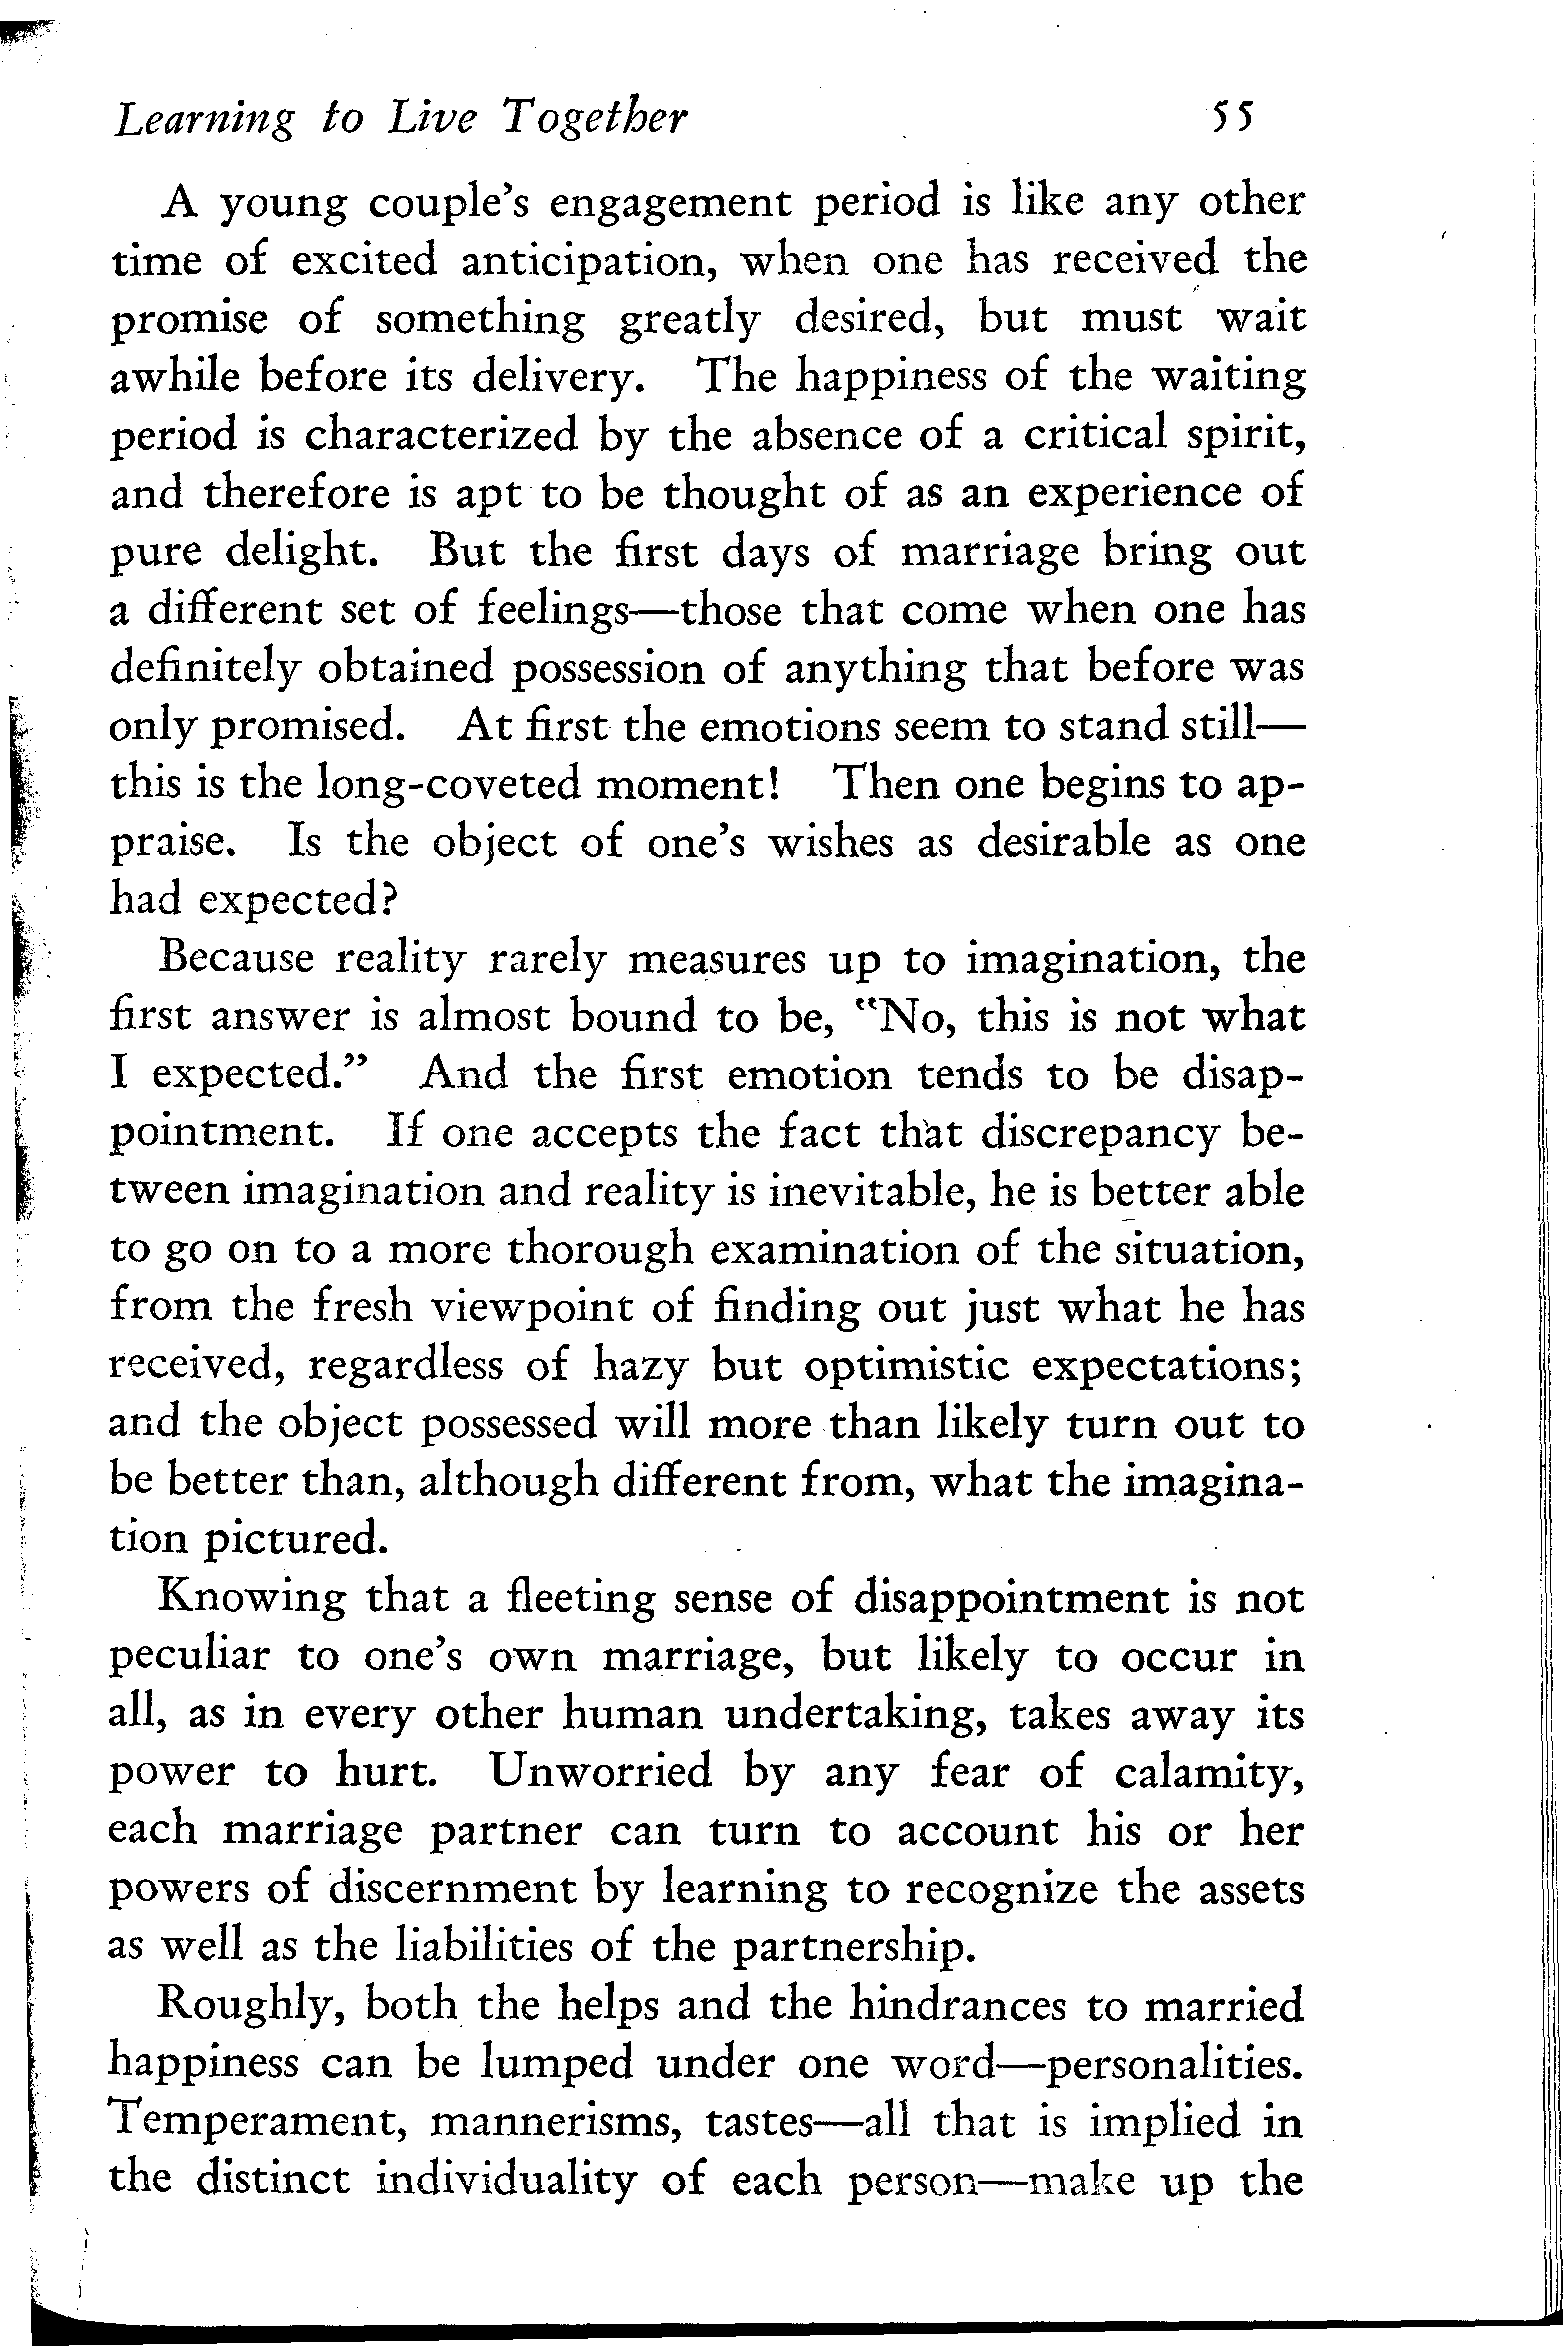 Learning to Live Together 55
A young couple's engagement period is like any other
time of excited anticipation, when one has received the
promise of something greatly desired, but must wait
awhile before its delivery. The happiness of the waiting
period is characterized by the absence of a critical spirit,
and therefore is apt to be thought of as an experience of
pure delight. But the first days of marriage bring out
a different set of feelings—those that come when one has
definitely obtained possession of anything that before was
only promised. At first the emotions seem to stand still—
this is the long-coveted moment! Then one begins to ap-
praise. Is the object of one's wishes as desirable as one
had expected?
Because reality rarely measures up to imagination, the
first answer is almost bound to be, "No, this is not what
I expected." And the first emotion tends to be disap-
pointment. If one accepts the fact that discrepancy be-
tween imagination and reality is inevitable, he is better able
to go on to a more thorough examination of the situation,
from the fresh viewpoint of finding out just what he has
received, regardless of hazy but optimistic expectations;
and the object possessed will more than likely turn out to
be better than, although different from, what the imagina-
tion pictured.
Knowing that a fleeting sense of disappointment is not
peculiar to one's own marriage, but likely to occur in
all, as in every other human undertaking, takes away its
power to hurt. Unworried by any fear of calamity,
each marriage partner can turn to account his or her
powers of discernment by learning to recognize the assets
as well as the liabilities of the partnership.
Roughly, both the helps and the hindrances to married
happiness can be lumped under one word—personalities.
Temperament, mannerisms, tastes—all that is implied in
the distinct individuality of each person—make up the